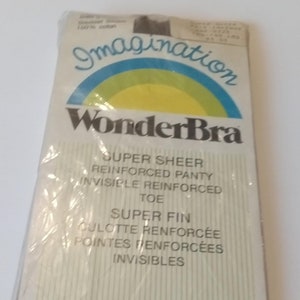 Imagination
WonderBra
SUPER SHEER
REINFORCED PANTY
INVISIBLE REINFORCED
TOE
SUPER FIN
CULOTTE RENFORCÉE
POINTES RENFORCÉES
INVISIBLES